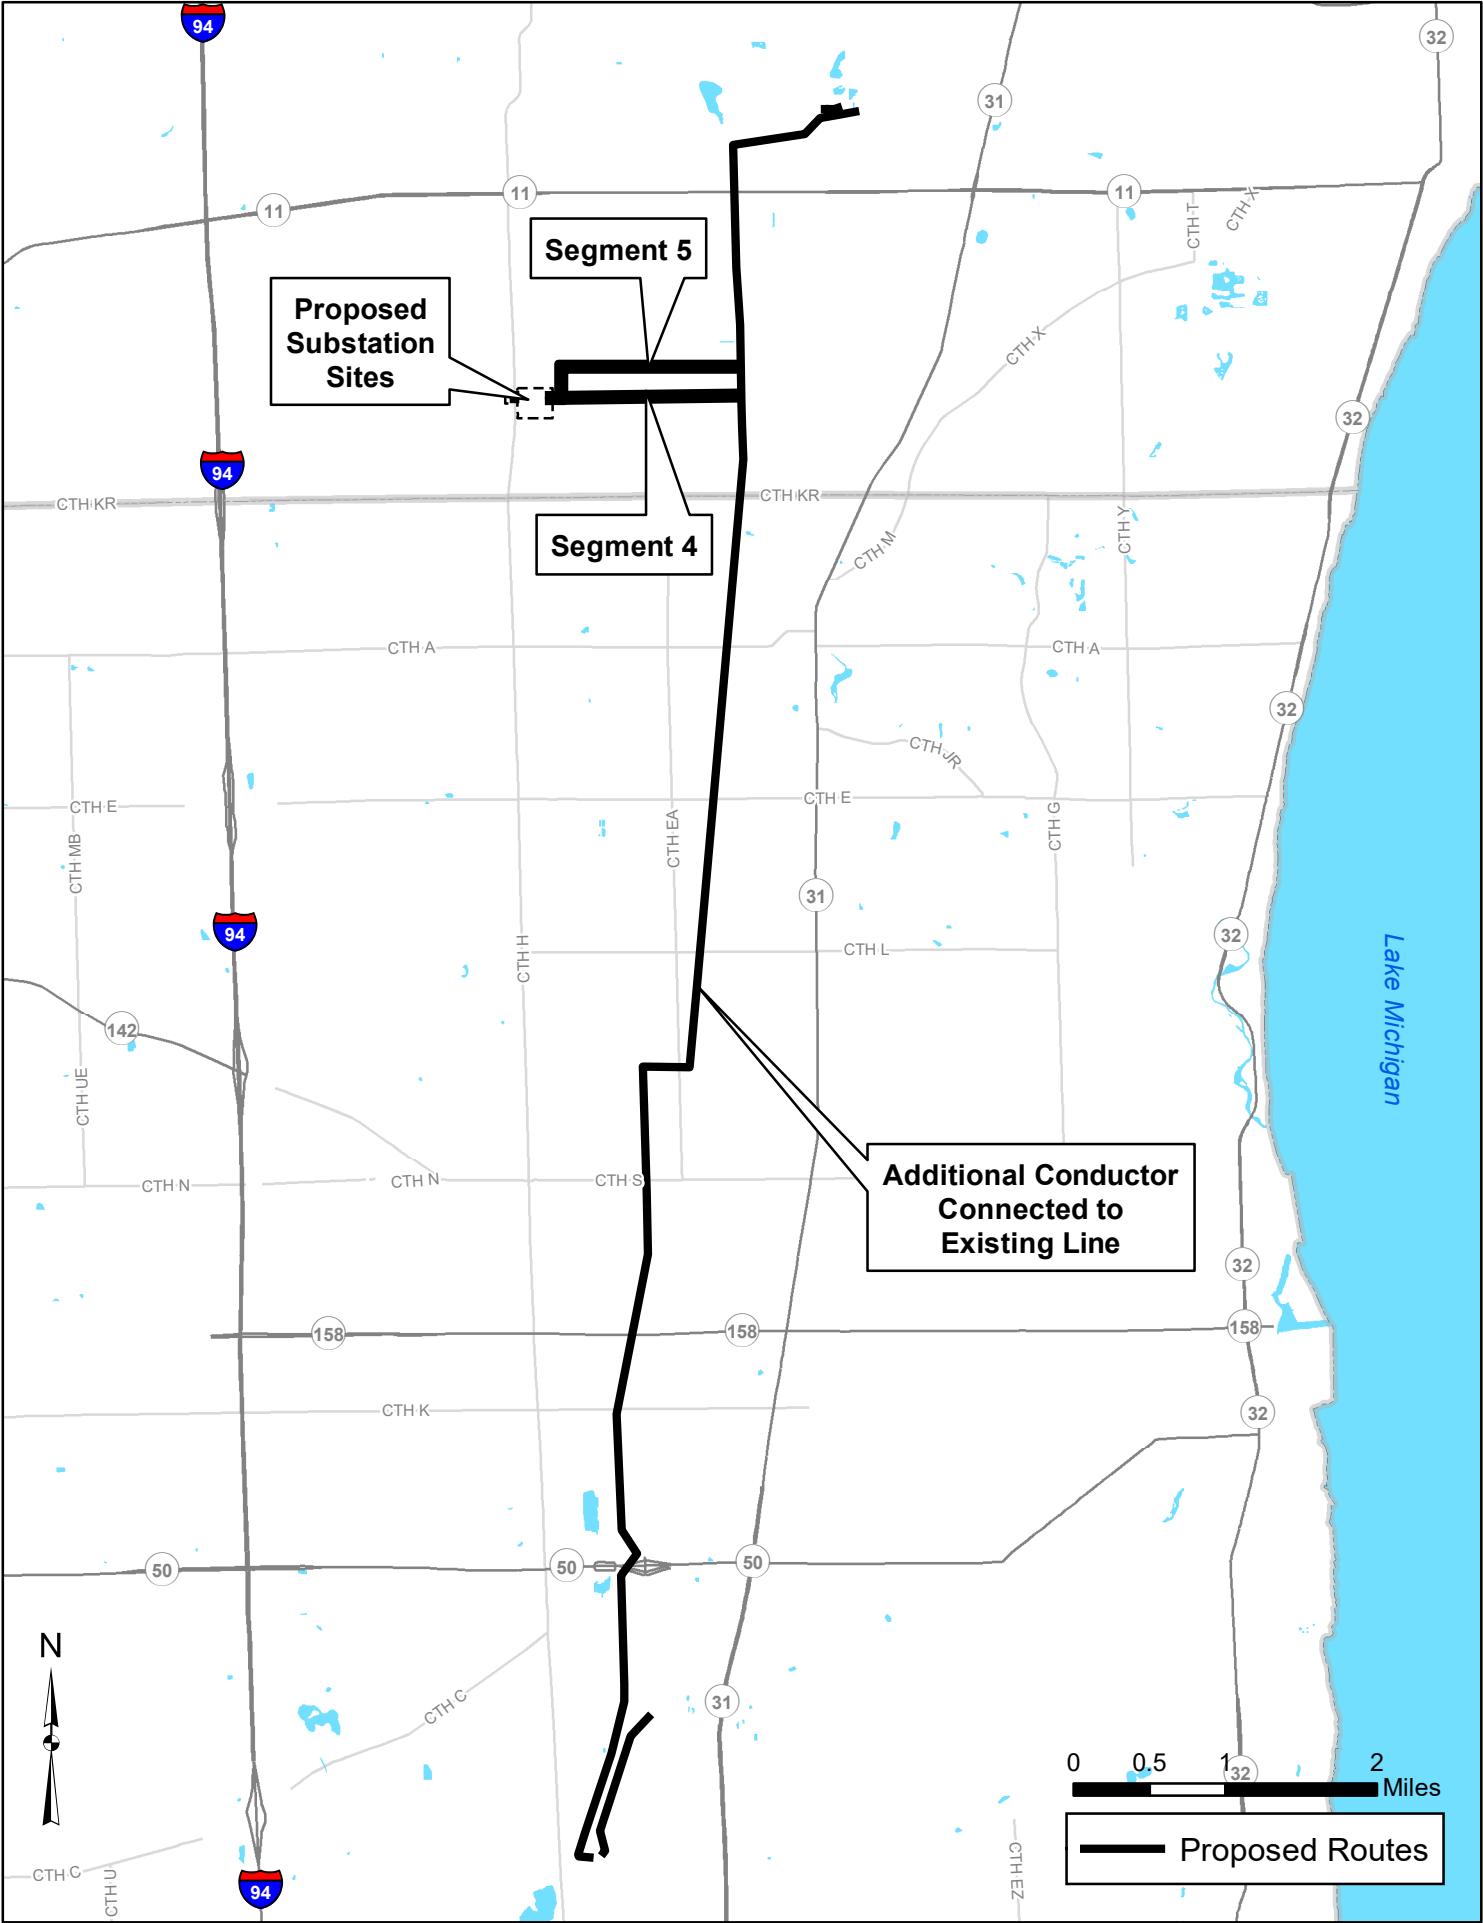 94
32
31
11
11
11
CTH T
CTH X
Segment 5
Proposed
Substation
Sites
CTH X
32
94
CTH KR
CTH KR
Segment 4
CTH M
CTH Y
CTH A
CTH A
32
CTH JR
CTH E
CTH E
CTH MB
CTH EA
CTH G
31
94
32
CTH H
CTH L
Lake Michigan
142
CTH UE
CTH N
CTH N
CTH S
Additional Conductor
Connected to
Existing Line
32
158
158
158
CTH K
32
50
50
50
N
CTH C
31
0 0.5 1 2
32
Miles
Proposed Routes
CTH C
CTH U
94
CTH EZ